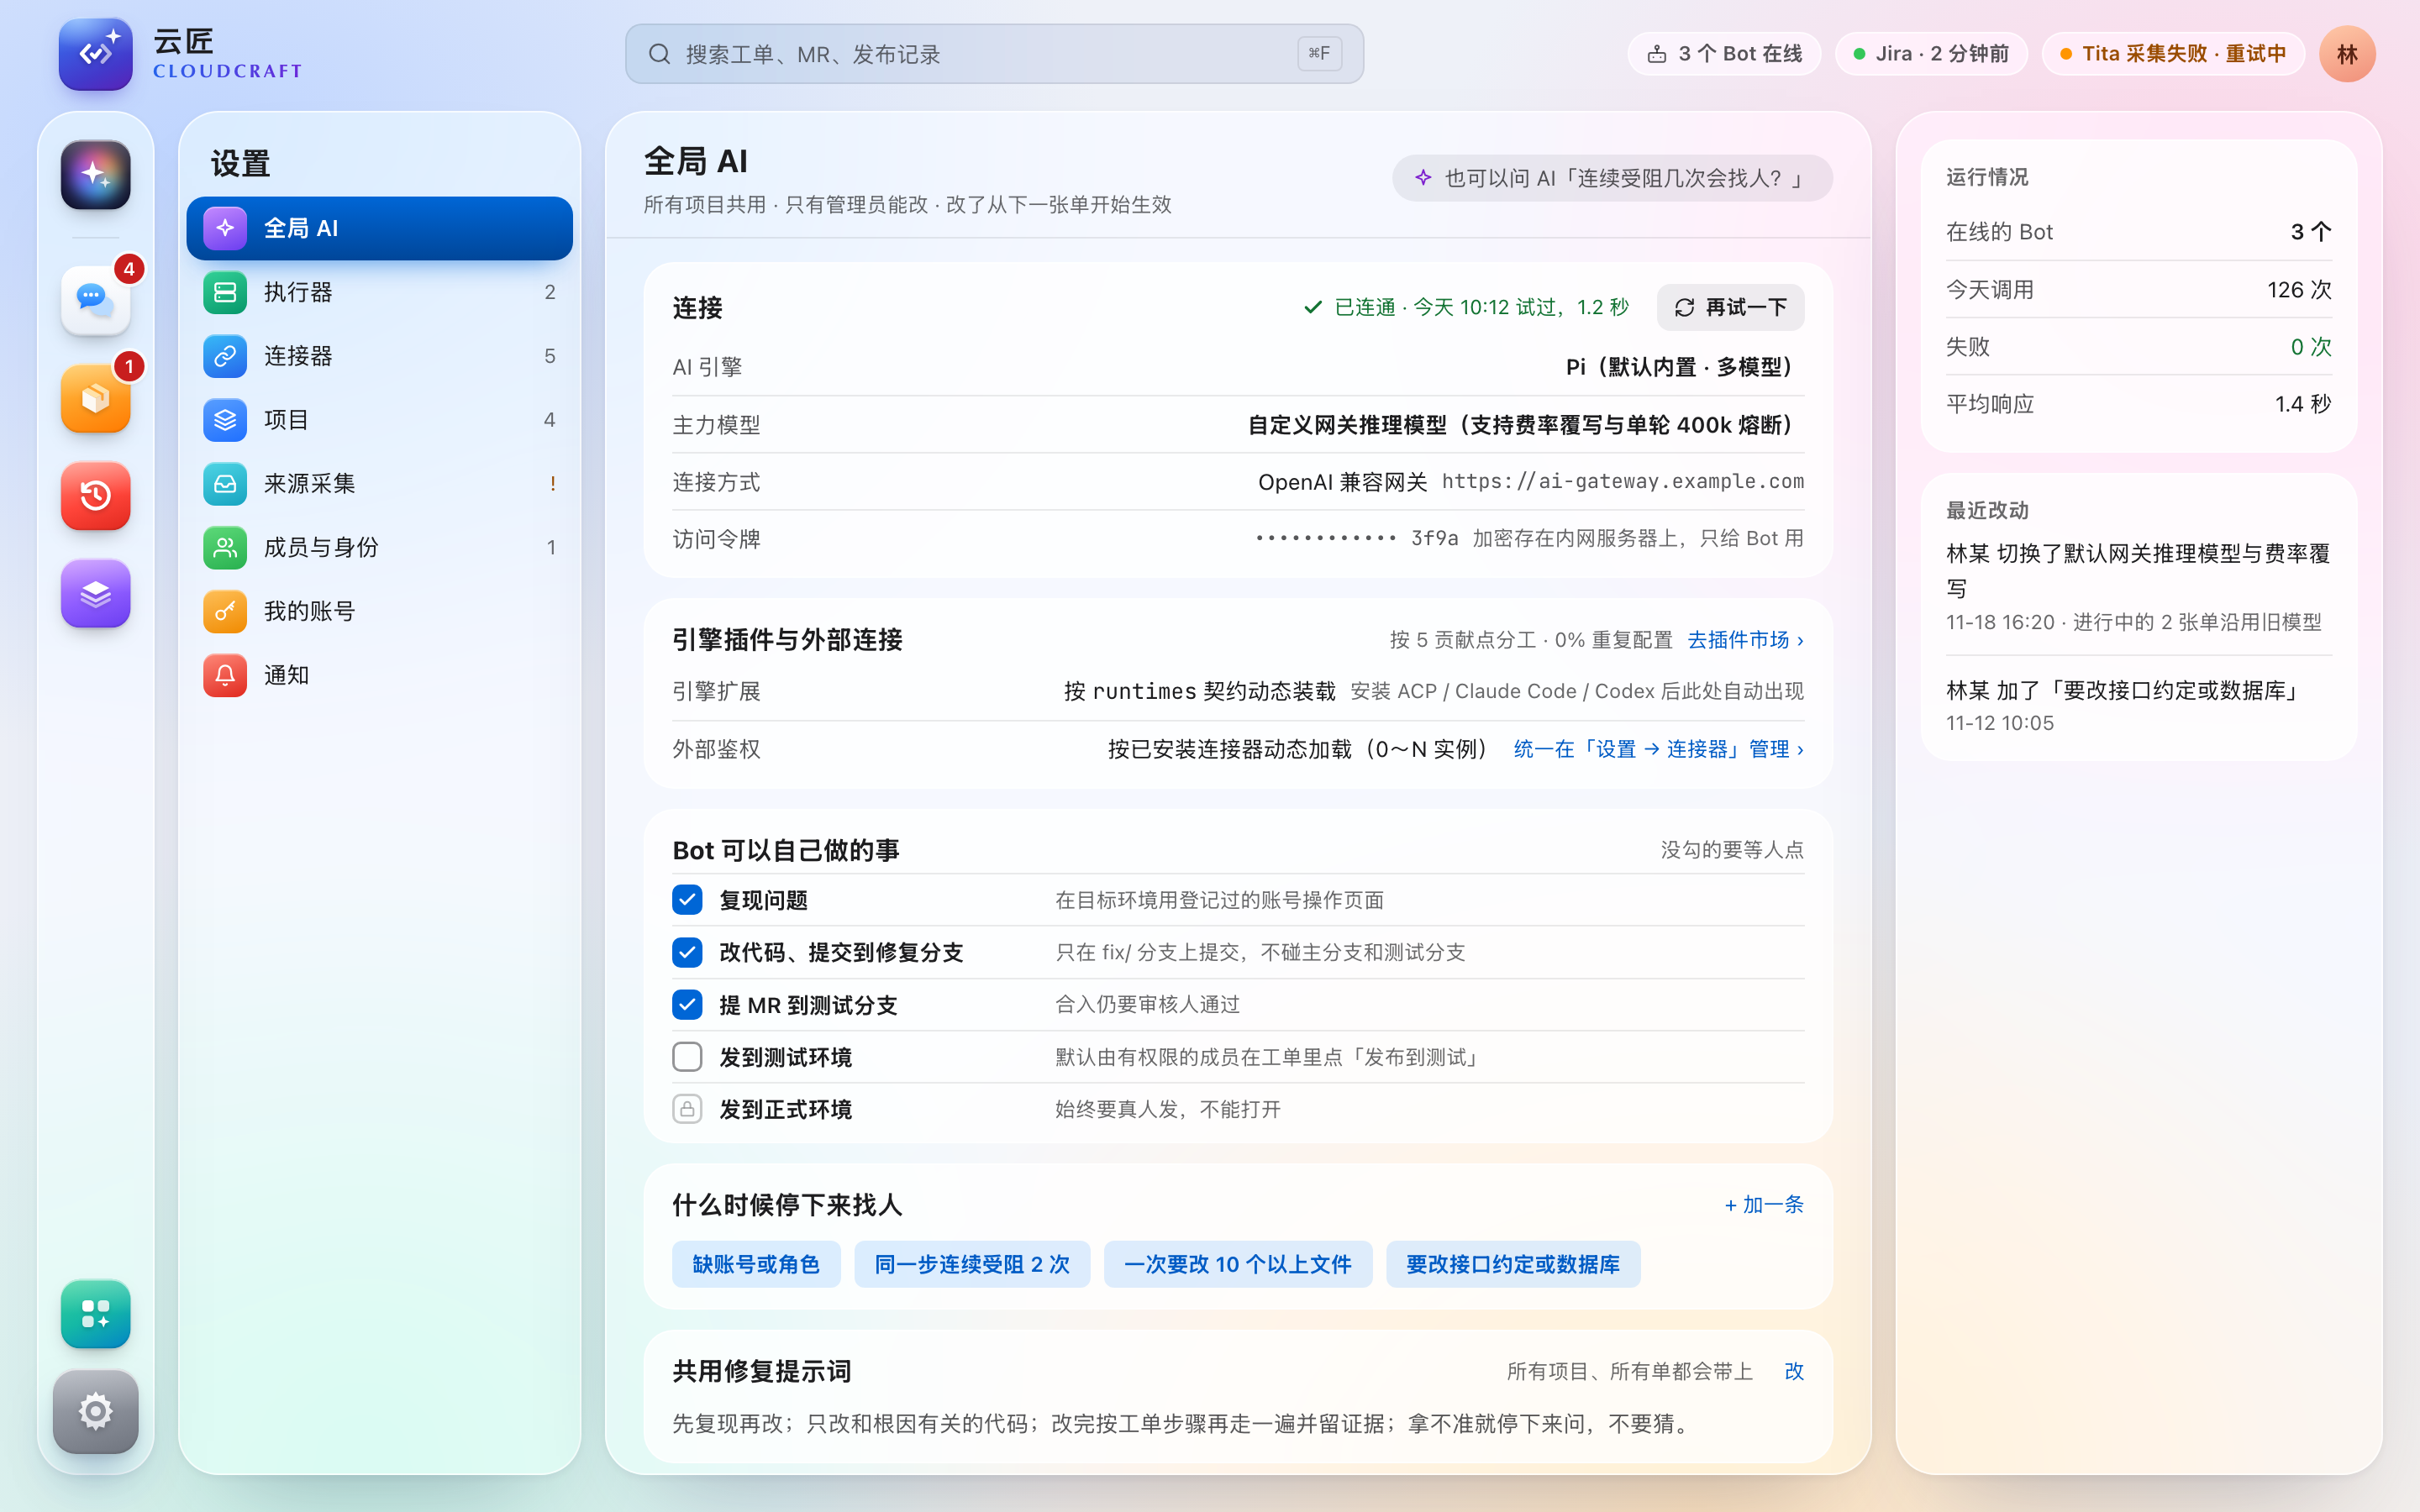 云匠
CLOUDCRAFT
搜索工单、MR、发布记录
⌘F
3 个 Bot 在线
Jira · 2 分钟前
Tita 采集失败 · 重试中
林
4
1
设置
全局 AI
执行器 2
连接器 5
项目 4
来源采集 !
成员与身份 1
我的账号
通知
全局 AI
所有项目共用 · 只有管理员能改 · 改了从下一张单开始生效
也可以问 AI「连续受阻几次会找人？」
连接
已连通 · 今天 10:12 试过，1.2 秒
再试一下
AI 引擎 Pi（默认内置 · 多模型）
主力模型 自定义网关推理模型（支持费率覆写与单轮 400k 熔断）
连接方式 OpenAI 兼容网关 https://ai-gateway.example.com
访问令牌 •••••••••••• 3f9a 加密存在内网服务器上，只给 Bot 用
引擎插件与外部连接 按 5 贡献点分工 · 0% 重复配置 去插件市场 ›
引擎扩展 按 runtimes 契约动态装载 安装 ACP / Claude Code / Codex 后此处自动出现
外部鉴权 按已安装连接器动态加载（0～N 实例） 统一在「设置 → 连接器」管理 ›
Bot 可以自己做的事 没勾的要等人点
复现问题 在目标环境用登记过的账号操作页面
改代码、提交到修复分支 只在 fix/ 分支上提交，不碰主分支和测试分支
提 MR 到测试分支 合入仍要审核人通过
发到测试环境 默认由有权限的成员在工单里点「发布到测试」
发到正式环境 始终要真人发，不能打开
什么时候停下来找人 + 加一条
缺账号或角色 同一步连续受阻 2 次 一次要改 10 个以上文件 要改接口约定或数据库
共用修复提示词 所有项目、所有单都会带上 改
先复现再改；只改和根因有关的代码；改完按工单步骤再走一遍并留证据；拿不准就停下来问，不要猜。
运行情况
在线的 Bot 3 个
今天调用 126 次
失败 0 次
平均响应 1.4 秒
最近改动
林某 切换了默认网关推理模型与费率覆
写
11-18 16:20 · 进行中的 2 张单沿用旧模型
林某 加了「要改接口约定或数据库」
11-12 10:05